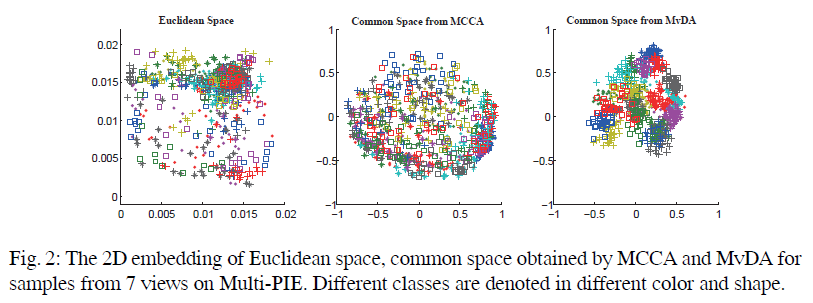 Euclidean Space
0.02
0.015
0.01
0.005
0
0 0.005 0.01 0.015 0.02
Common Space from MCCA
1
0.5
0
−0.5
−1
−1 −0.5 0 0.5 1
Common Space from MvDA
1
0.5
0
−0.5
−1
−1 −0.5 0 0.5 1
Fig. 2: The 2D embedding of Euclidean space, common space obtained by MCCA and MvDA for
samples from 7 views on Multi-PIE. Different classes are denoted in different color and shape.